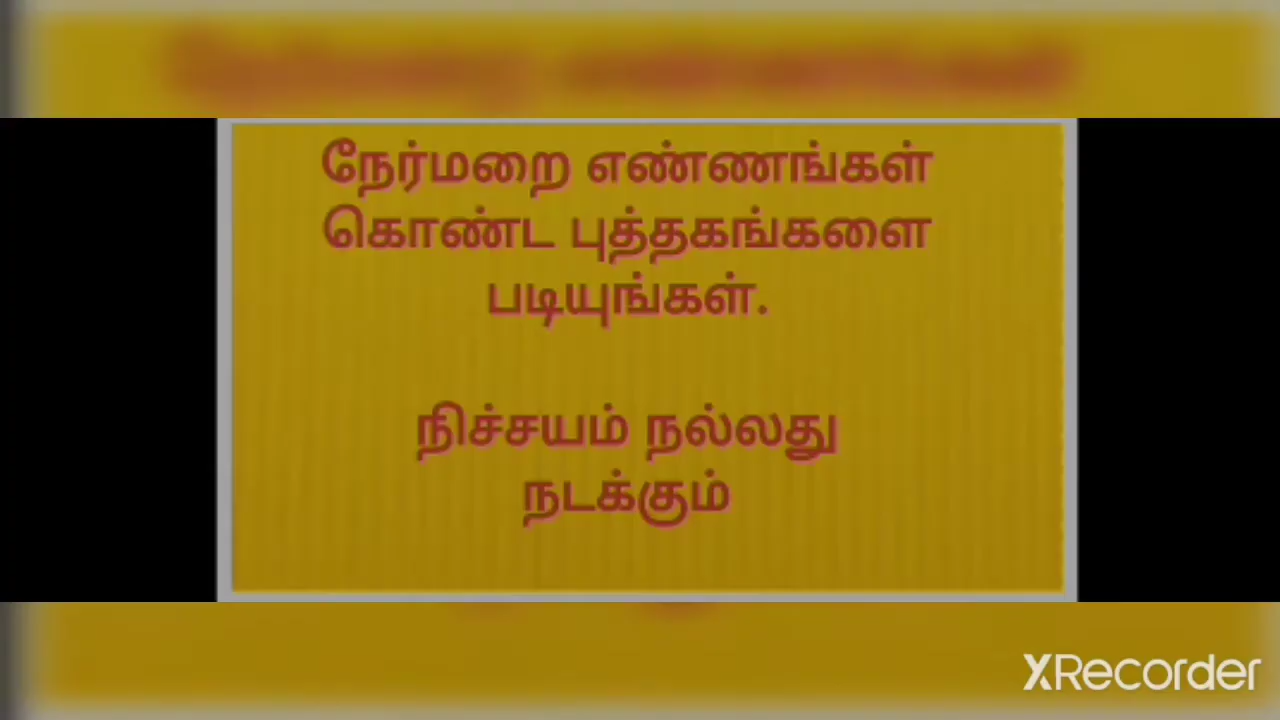 நேர்மறை எண்ணங்கள்
கொண்ட புத்தகங்களை
படியுங்கள்.
நிச்சயம் நல்லது
நடக்கும்
XRecorder